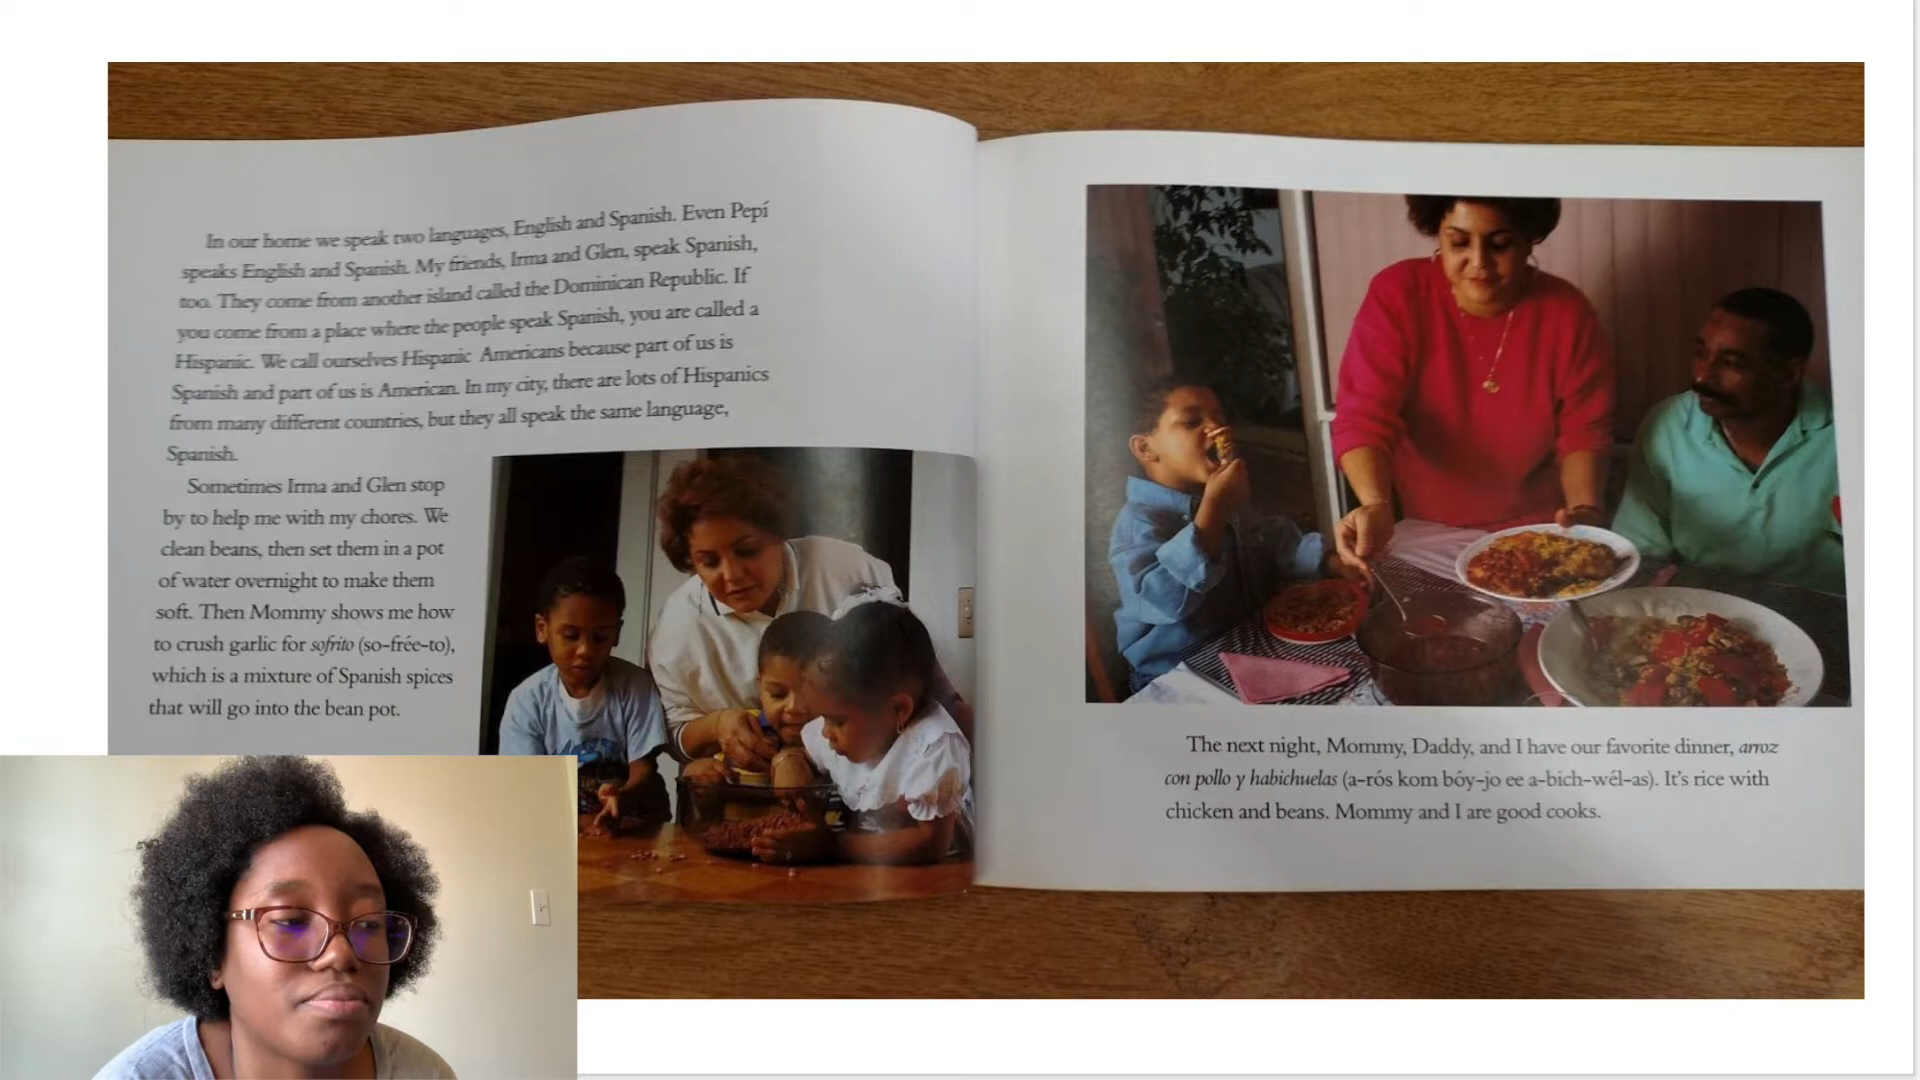 In our home we speak two languages, English and Spanish. Even Pepí
speaks English and Spanish. My friends, Irma and Glen, speak Spanish,
too. They come from another island called the Dominican Republic. If
you come from a place where the people speak Spanish, you are called a
Hispanic. We call ourselves Hispanic Americans because part of us is
Spanish and part of us is American. In my city, there are lots of Hispanics
from many different countries, but they all speak the same language,
Spanish.
Sometimes Irma and Glen stop
by to help me with my chores. We
clean beans, then set them in a pot
of water overnight to make them
soft. Then Mommy shows me how
to crush garlic for sofrito (so-frée-to),
which is a mixture of Spanish spices
that will go into the bean pot.
The next night, Mommy, Daddy, and I have our favorite dinner, arroz
con pollo y habichuelas (a-rós kom bóy-jo ee a-bich-wél-as). It's rice with
chicken and beans. Mommy and I are good cooks.